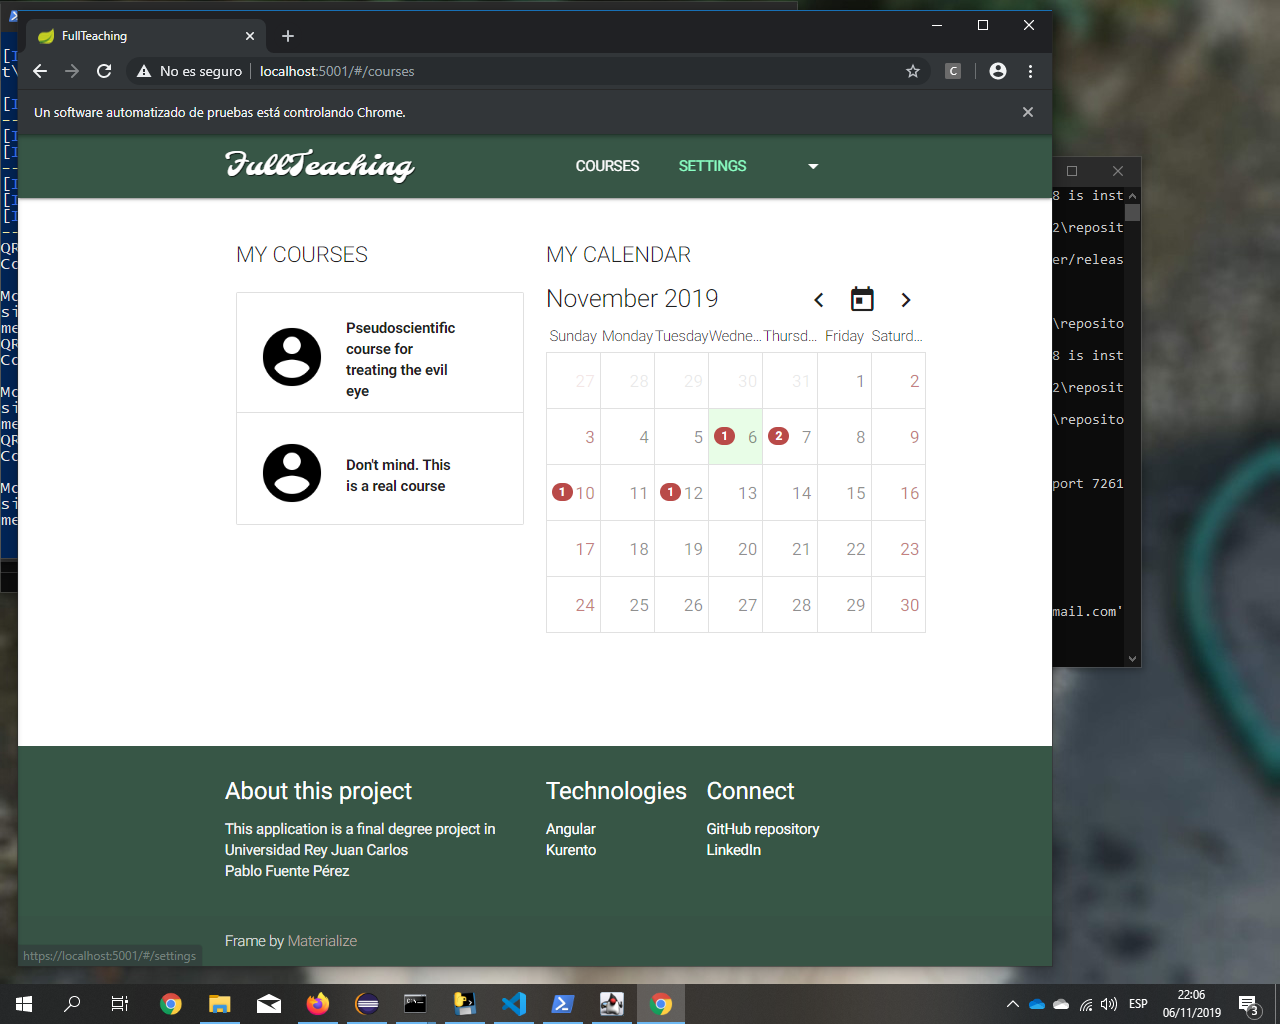 FullTeaching
No es seguro
localhost:5001/#/courses
C
Un software automatizado de pruebas está controlando Chrome.
FullTeaching
COURSES
SETTINGS
MY COURSES
Pseudoscientific
course for
treating the evil
eye
Don't mind. This
is a real course
MY CALENDAR
November 2019
Sunday Monday Tuesday Wedne... Thursd... Friday Saturd...
27 28 29 30 31 1 2
3 4 5 1 6 2 7 8 9
1 10 11 1 12 13 14 15 16
17 18 19 20 21 22 23
24 25 26 27 28 29 30
About this project
This application is a final degree project in
Universidad Rey Juan Carlos
Pablo Fuente Pérez
Technologies
Angular
Kurento
Connect
GitHub repository
LinkedIn
Frame by Materialize
https://localhost:5001/#/settings
8 is inst
2\reposit
er/releas
\reposito
8 is inst
2\reposit
\reposito
port 7261
mail.com'
ESP
22:06
06/11/2019
3